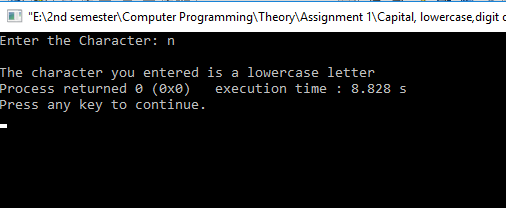 "E:\2nd semester\Computer Programming\Theory\Assignment 1\Capital, lowercase,digit
Enter the Character: n
The character you entered is a lowercase letter
Process returned 0 (0x0)   execution time : 8.828 s
Press any key to continue.